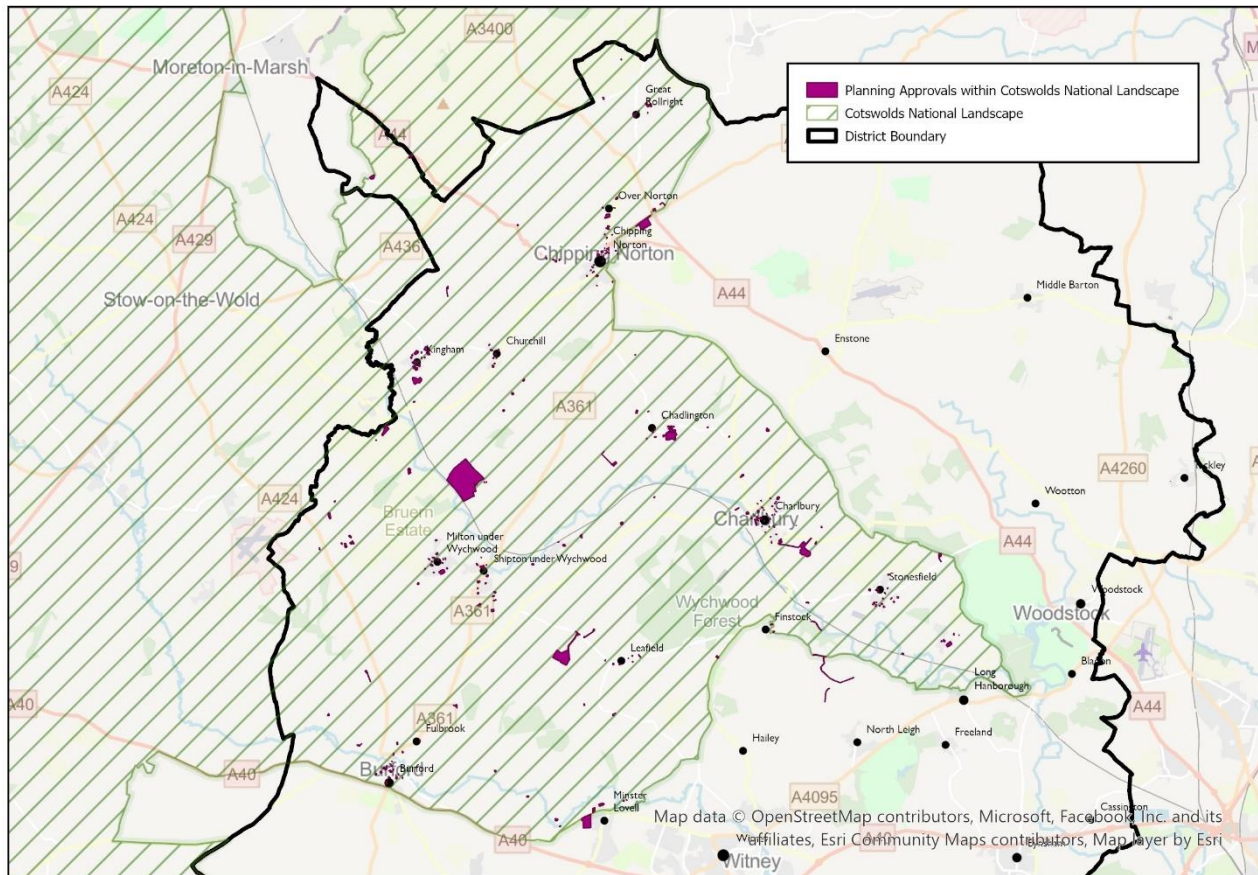 A3400
Moreton-in-Marsh
A424
A44
Great
Rollright
Planning Approvals within Cotswolds National Landscape
Cotswolds National Landscape
District Boundary
A424
A429
A436
Over Norton
Chipping
Norton
Chipping Norton
Stow-on-the-Wold
A44
Middle Barton
Enstone
Kingham
Churchill
A361
Chadlington
A4260
A424
Bruern
Estate
Wootton
Charlbury
Charlbury
A44
Milton under
Wychwood
Shipton under Wychwood
Stonesfield
Woodstock
Woodstock
A361
Wychwood
Forest
Finstock
Leafield
Long
Hanborough
A40
A361
A44
Fulbrook
Hailey
North Leigh
Freeland
Burford
A40
A4095
Minster
Lovell
Cassington
Map data © OpenStreetMap contributors, Microsoft, Facebook, Inc. and its
affiliates, Esri Community Maps contributors, Map layer by Esri
A40
A40
Witney